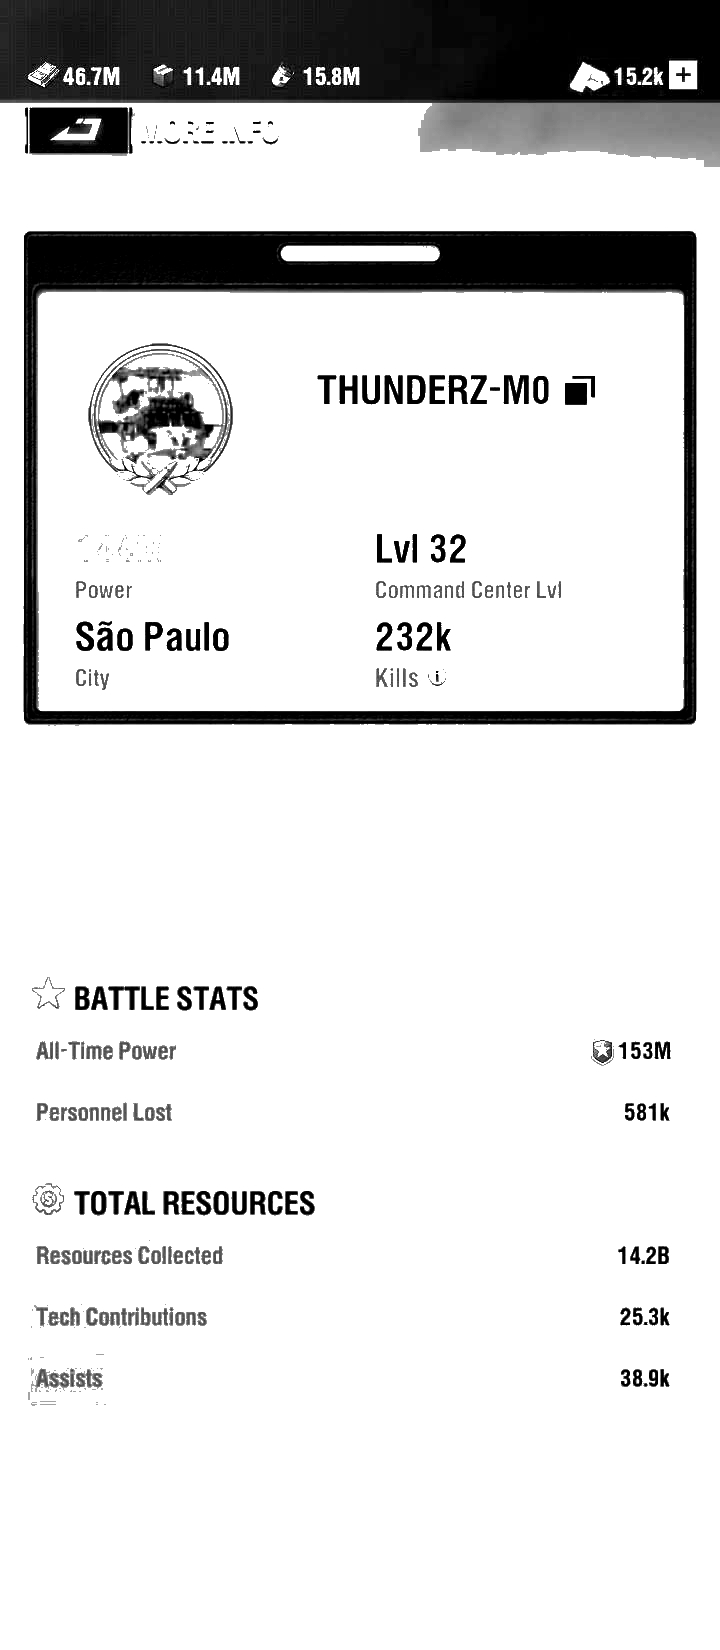 46.7M 11.4M 15.8M 15.2k +
MORE INFO
THUNDERZ-M0
Lvl 32
Power
Command Center Lvl
São Paulo
232k
City
Kills
BATTLE STATS
All-Time Power 153M
Personnel Lost 581k
TOTAL RESOURCES
Resources Collected 14.2B
Tech Contributions 25.3k
Assists 38.9k